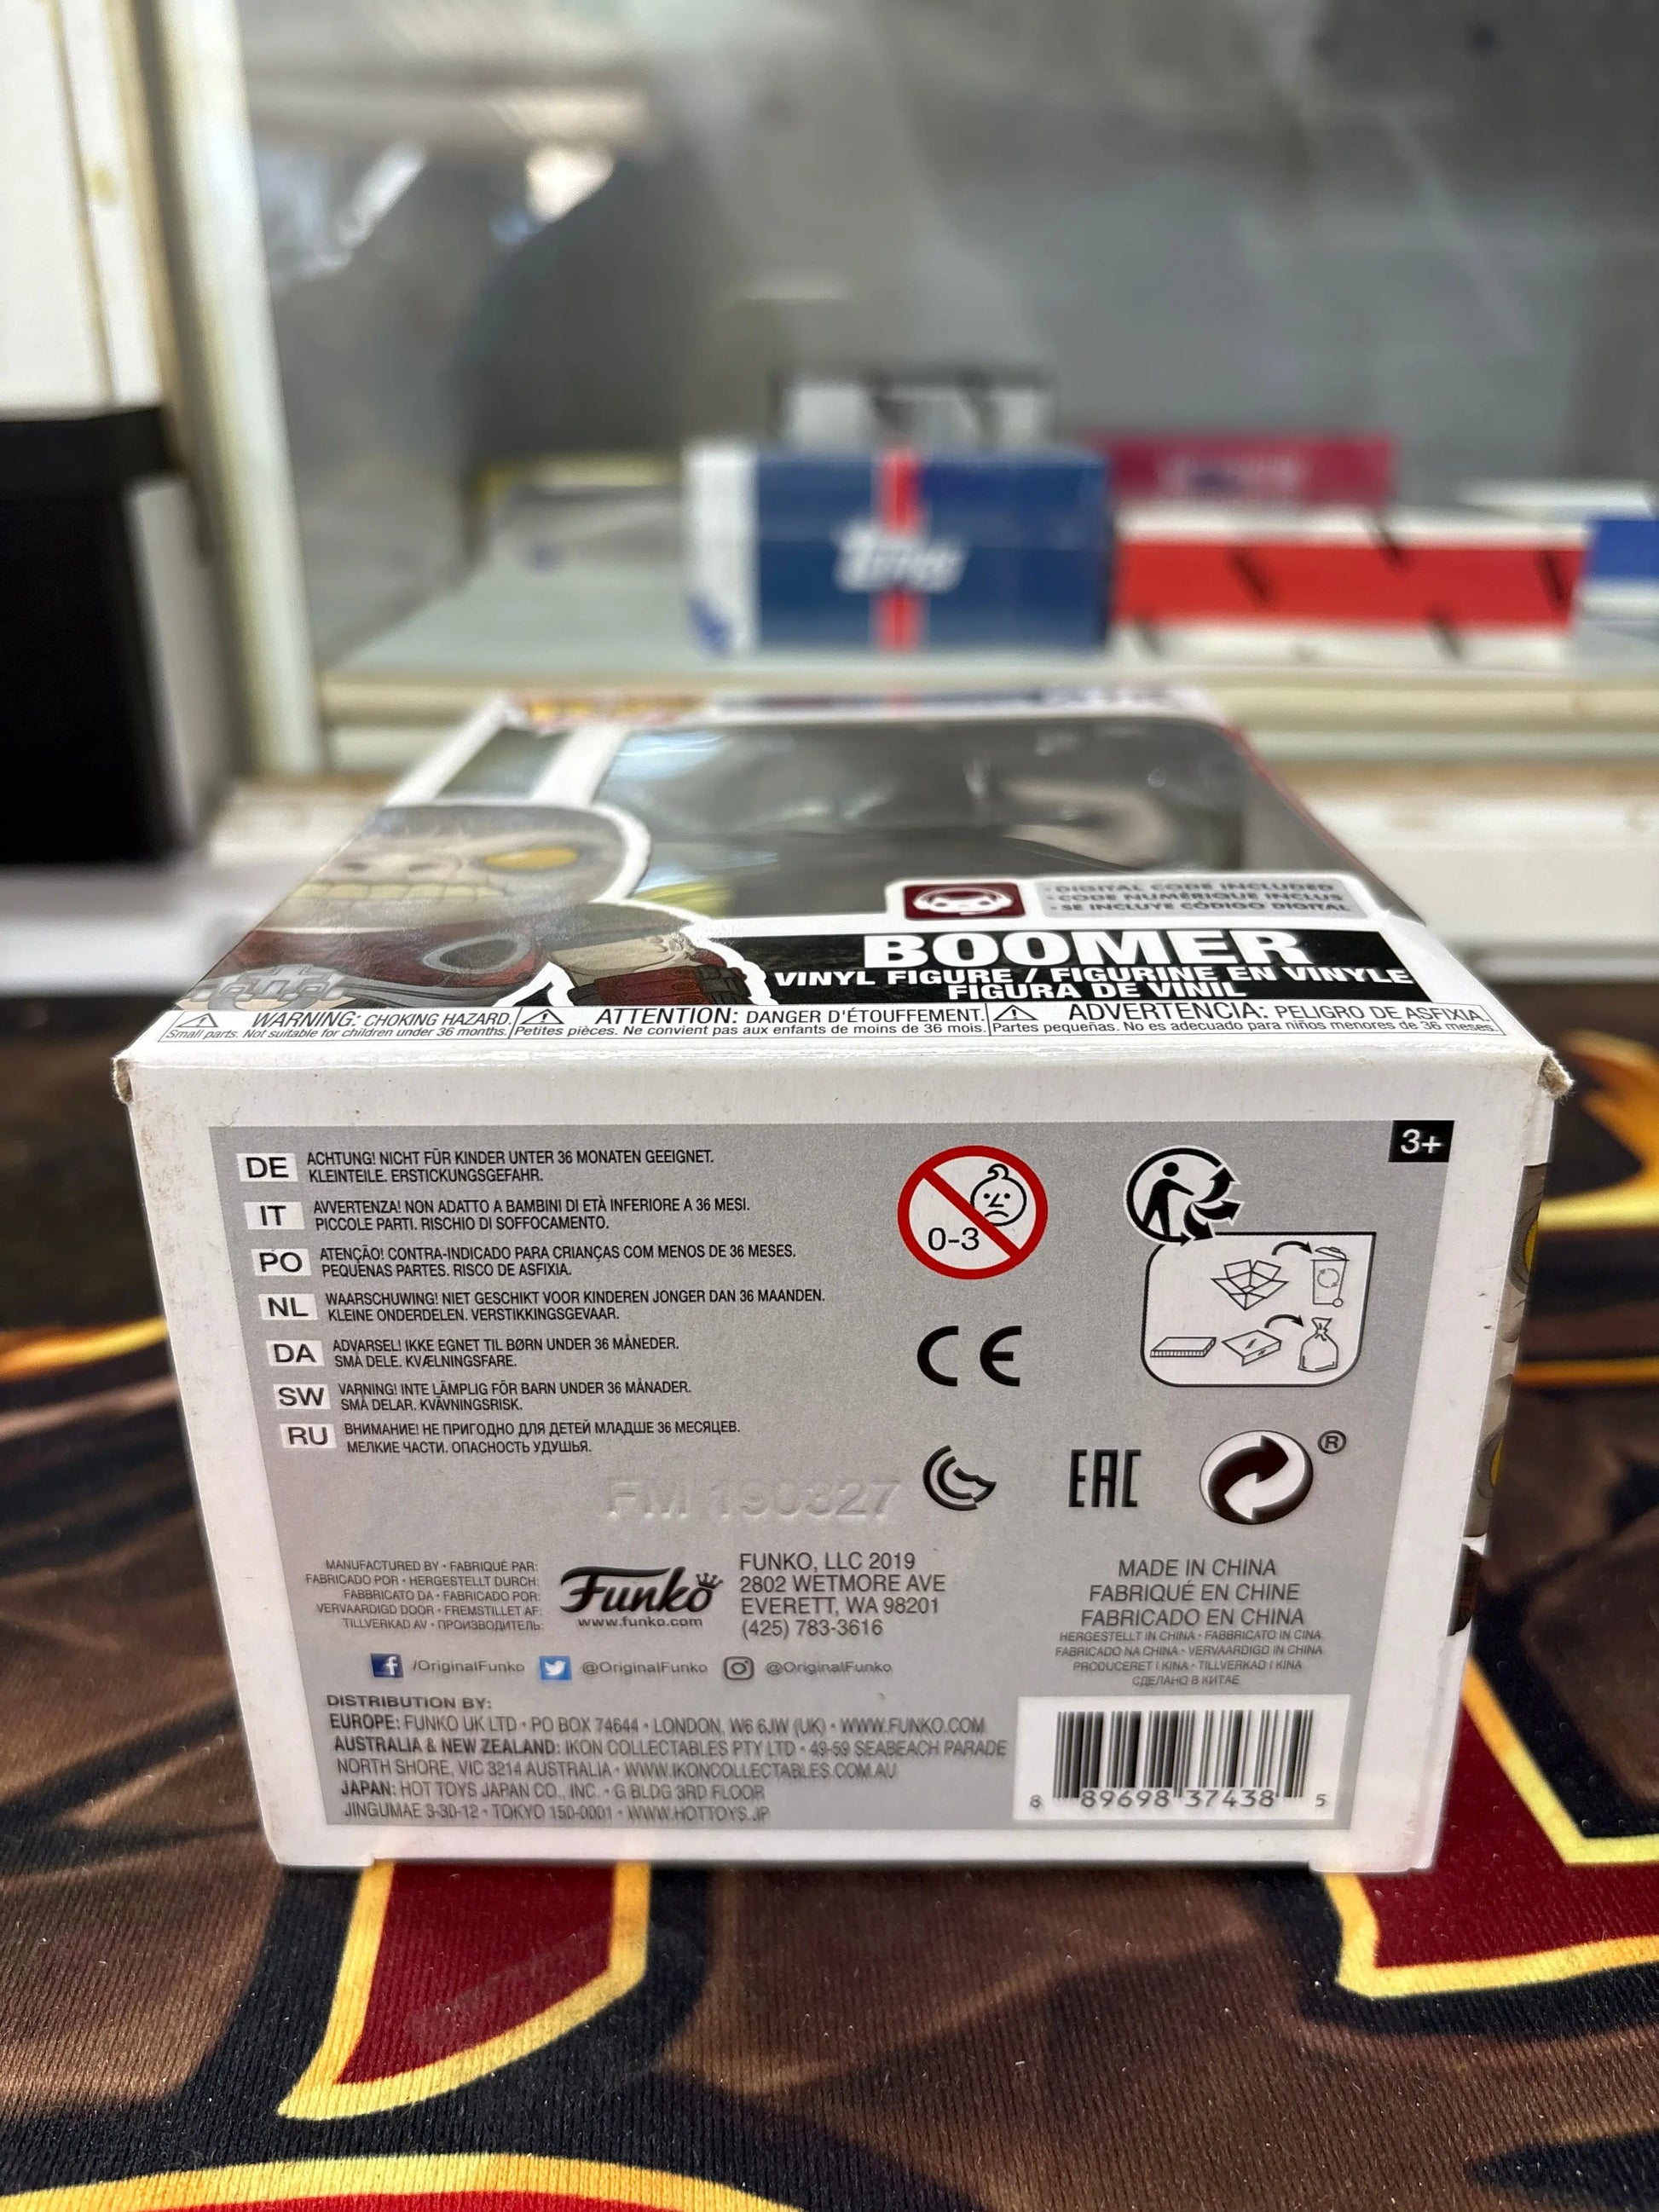 Topps
• DIGITAL CODE INCLUDED
• CODE NUMÉRIQUE INCLUS
• SE INCLUYE CÓDIGO DIGITAL
BOOMER
VINYL FIGURE / FIGURINE EN VINYLE
FIGURA DE VINIL
WARNING: CHOKING HAZARD.
Small parts. Not suitable for children under 36 months.
ATTENTION: DANGER D'ÉTOUFFEMENT.
Petites pièces. Ne convient pas aux enfants de moins de 36 mois.
ADVERTENCIA: PELIGRO DE ASFIXIA.
Partes pequeñas. No es adecuado para niños menores de 36 meses.
3+
DE ACHTUNG! NICHT FÜR KINDER UNTER 36 MONATEN GEEIGNET.
KLEINTEILE. ERSTICKUNGSGEFAHR.
IT AVVERTENZA! NON ADATTO A BAMBINI DI ETÀ INFERIORE A 36 MESI.
PICCOLE PARTI. RISCHIO DI SOFFOCAMENTO.
PO ATENÇÃO! CONTRA-INDICADO PARA CRIANÇAS COM MENOS DE 36 MESES.
PEQUENAS PARTES. RISCO DE ASFIXIA.
NL WAARSCHUWING! NIET GESCHIKT VOOR KINDEREN JONGER DAN 36 MAANDEN.
KLEINE ONDERDELEN. VERSTIKKINGSGEVAAR.
DA ADVARSEL! IKKE EGNET TIL BØRN UNDER 36 MÅNEDER.
SMÅ DELE. KVÆLNINGSFARE.
SW VARNING! INTE LÄMPLIG FÖR BARN UNDER 36 MÅNADER.
SMÅ DELAR. KVÄVNINGSRISK.
RU ВНИМАНИЕ! НЕ ПРИГОДНО ДЛЯ ДЕТЕЙ МЛАДШЕ 36 МЕСЯЦЕВ.
МЕЛКИЕ ЧАСТИ. ОПАСНОСТЬ УДУШЬЯ.
0-3
CE
EAC
®
FM 190327
MANUFACTURED BY • FABRIQUÉ PAR:
FABRICADO POR • HERGESTELLT DURCH:
FABBRICATO DA • FABRICADO POR:
VERVAARDIGD DOOR • FREMSTILLET AF:
TILLVERKAD AV • ПРОИЗВОДИТЕЛЬ:
Funko
www.funko.com
FUNKO, LLC 2019
2802 WETMORE AVE
EVERETT, WA 98201
(425) 783-3616
MADE IN CHINA
FABRIQUÉ EN CHINE
FABRICADO EN CHINA
HERGESTELLT IN CHINA • FABBRICATO IN CINA
FABRICADO NA CHINA • VERVAARDIGD IN CHINA
PRODUCERET I KINA • TILLVERKAD I KINA
СДЕЛАНО В КИТАЕ
/OriginalFunko @OriginalFunko @OriginalFunko
DISTRIBUTION BY:
EUROPE: FUNKO UK LTD • PO BOX 74644 • LONDON, W6 6JW (UK) • WWW.FUNKO.COM
AUSTRALIA & NEW ZEALAND: IKON COLLECTABLES PTY LTD • 49-59 SEABEACH PARADE
NORTH SHORE, VIC 3214 AUSTRALIA • WWW.IKONCOLLECTABLES.COM.AU
JAPAN: HOT TOYS JAPAN CO., INC. • G BLDG 3RD FLOOR
JINGUMAE 3-30-12 • TOKYO 150-0001 • WWW.HOTTOYS.JP
8 89698 37438 5